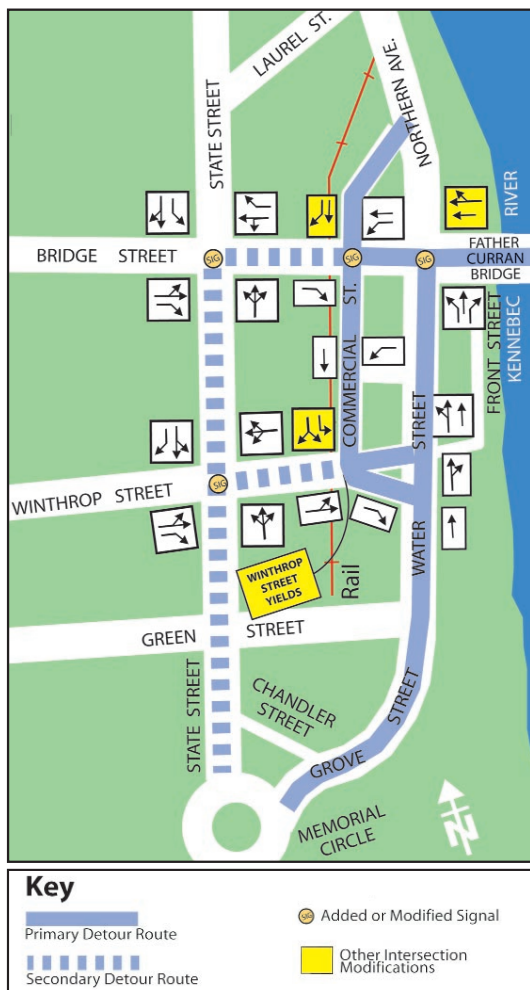 LAUREL ST.
STATE STREET
NORTHERN AVE.
RIVER
BRIDGE STREET
SIG
SIG
SIG
FATHER
CURRAN
BRIDGE
KENNEBEC
FRONT STREET
COMMERCIAL ST.
STREET
WINTHROP STREET
SIG
WATER
WINTHROP
STREET
YIELDS
Rail
GREEN STREET
STATE STREET
CHANDLER
STREET
GROVE STREET
MEMORIAL
CIRCLE
N
Key
Primary Detour Route
Secondary Detour Route
SIG Added or Modified Signal
Other Intersection
Modifications